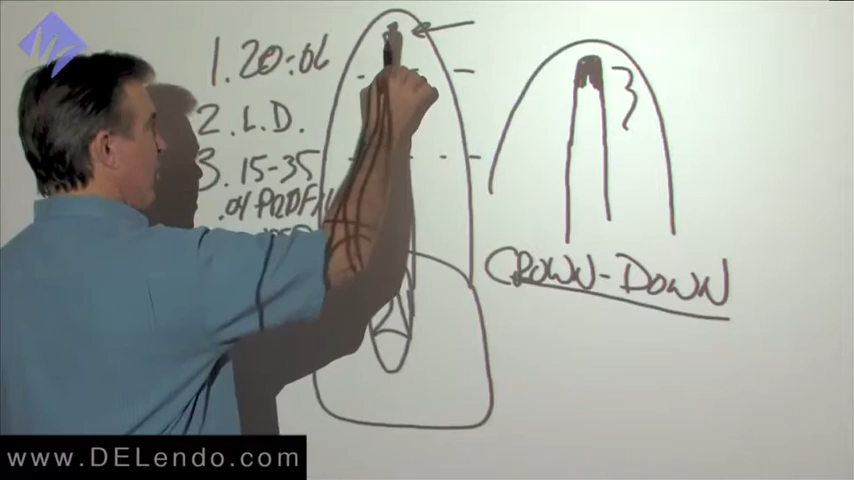 1. 20:06
2. L.D.
3. 15-35
.04 PROF
CROWN-DOWN
www.DELendo.com